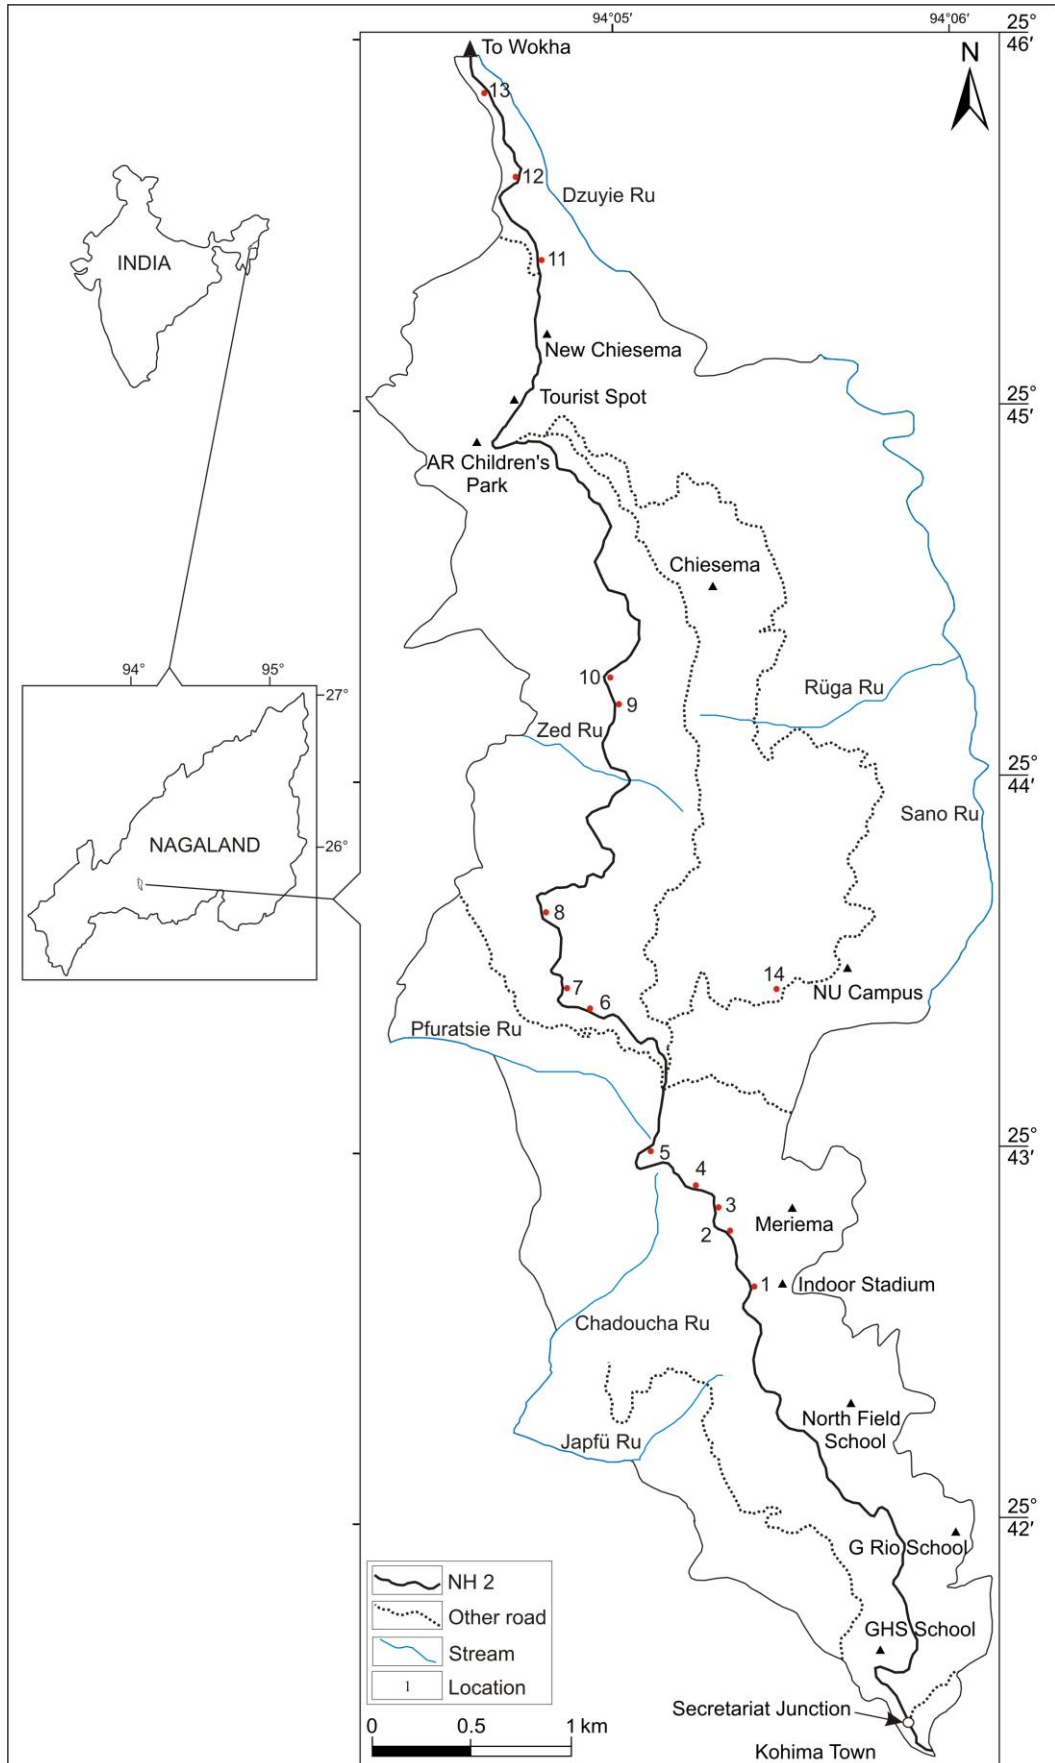 94°05′
94°06′
25°
46′
To Wokha
N
13
12
Dzuyie Ru
11
INDIA
New Chiesema
Tourist Spot
25°
45′
AR Children's
Park
Chiesema
94°
95°
27°
10
9
Rüga Ru
Zed Ru
25°
44′
Sano Ru
NAGALAND
26°
8
7
6
14
NU Campus
Pfuratsie Ru
25°
43′
5
4
3
2
Meriema
1
Indoor Stadium
Chadoucha Ru
North Field
School
Japfü Ru
25°
42′
G Rio School
NH 2
Other road
Stream
1
Location
GHS School
Secretariat Junction
0
0.5
1 km
Kohima Town